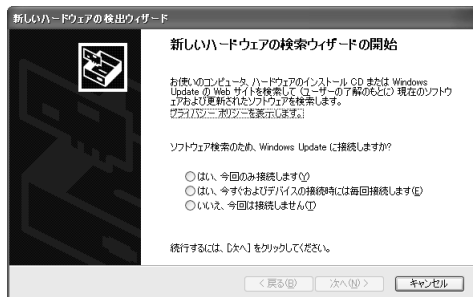 新しいハードウェアの検出ウィザード
新しいハードウェアの検索ウィザードの開始
お使いのコンピュータ、ハードウェアのインストール CD または Windows
Update の Web サイトを検索して (ユーザーの了解のもとに) 現在のソフトウ
ェアおよび更新されたソフトウェアを検索します。
プライバシー ポリシーを表示します。
ソフトウェア検索のため、Windows Update に接続しますか?
はい、今回のみ接続します(Y)
はい、今すぐおよびデバイスの接続時には毎回接続します(E)
いいえ、今回は接続しません(T)
続行するには、[次へ] をクリックしてください。
< 戻る(B)
次へ(N) >
キャンセル